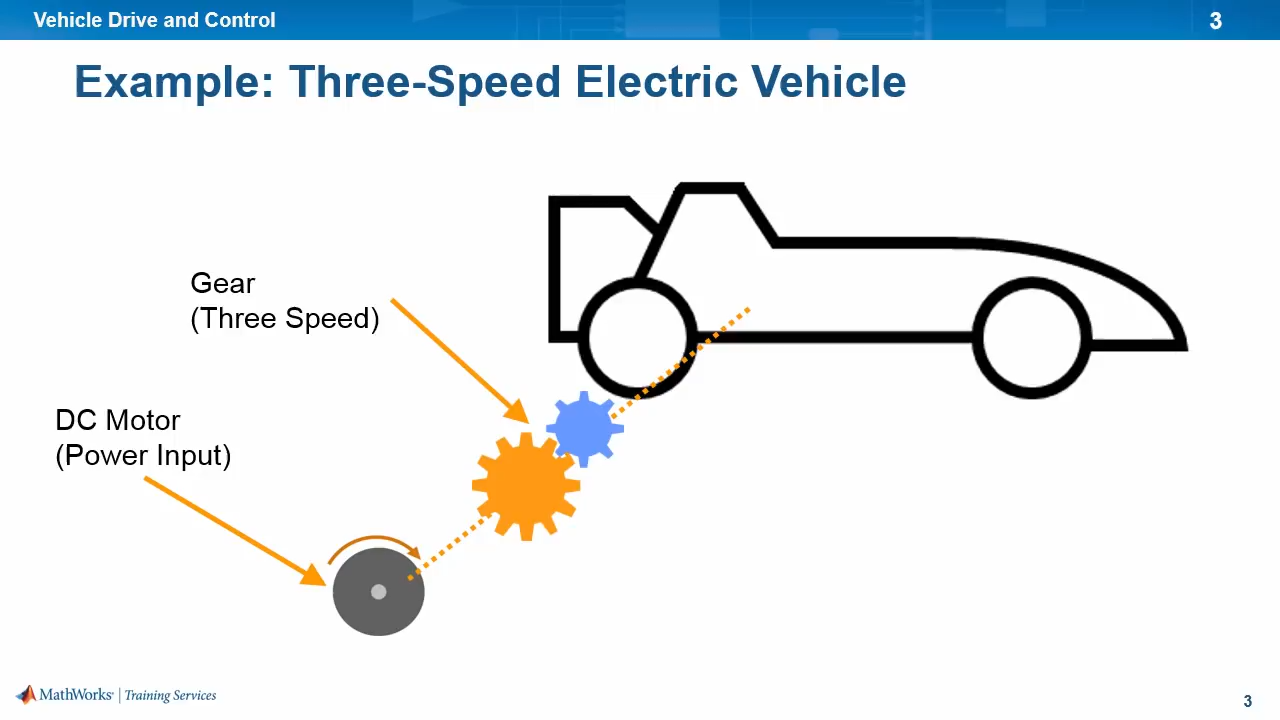 Vehicle Drive and Control
3
Example: Three-Speed Electric Vehicle
Gear
(Three Speed)
DC Motor
(Power Input)
MathWorks® | Training Services
3